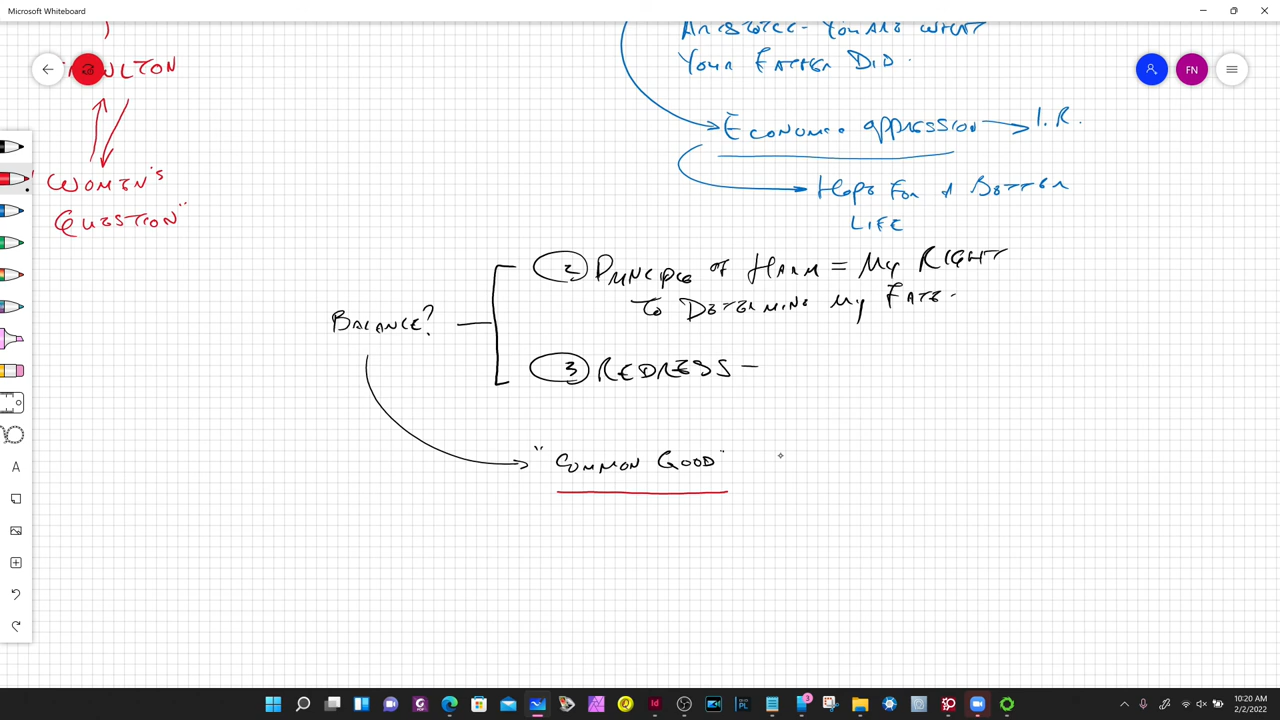 Microsoft Whiteboard
FN
ARISTOTLE - YOU ARE WHAT
YOUR FATHER DID.
ECONOMIC OPPRESSION → I.R.
HOPE FOR A BETTER
LIFE
WOMEN'S
QUESTION"
BALANCE?
2 PRINCIPLE OF HARM = MY RIGHT
TO DETERMINE MY FATE.
3 REDRESS -
"COMMON GOOD"
A
10:20 AM
2/2/2022